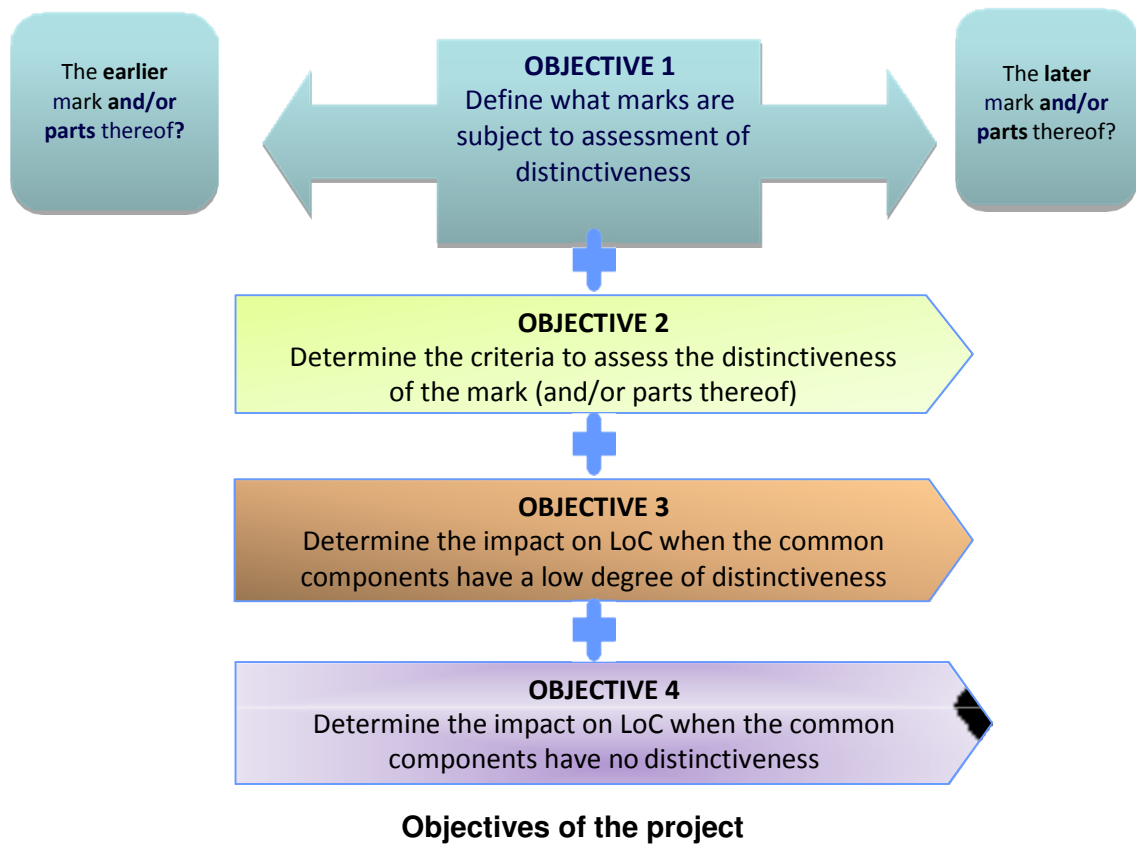 The earlier
mark and/or
parts thereof?
OBJECTIVE 1
Define what marks are
subject to assessment of
distinctiveness
The later
mark and/or
parts thereof?
OBJECTIVE 2
Determine the criteria to assess the distinctiveness
of the mark (and/or parts thereof)
OBJECTIVE 3
Determine the impact on LoC when the common
components have a low degree of distinctiveness
OBJECTIVE 4
Determine the impact on LoC when the common
components have no distinctiveness
Objectives of the project